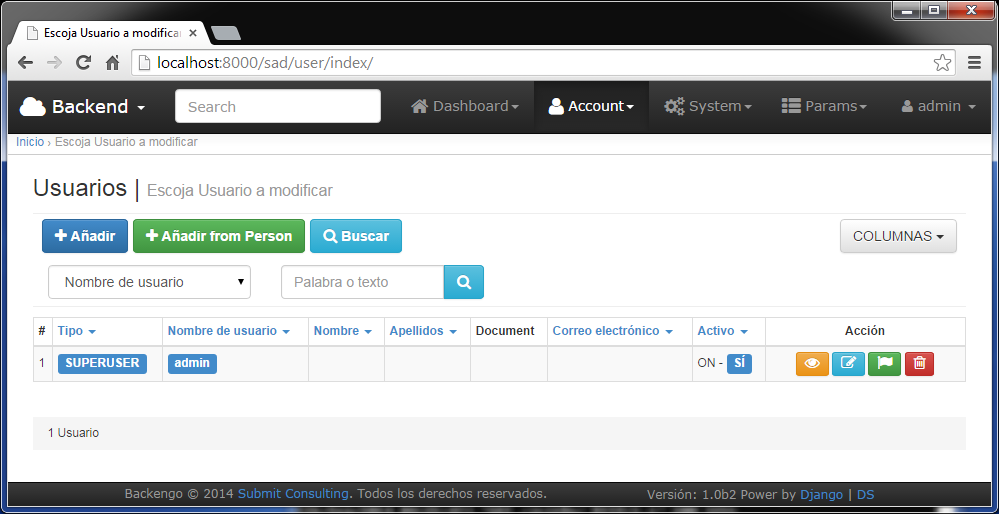 Escoja Usuario a modifica
localhost:8000/sad/user/index/
Backend Search Dashboard Account System Params admin
Inicio › Escoja Usuario a modificar
Usuarios | Escoja Usuario a modificar
Añadir Añadir from Person Buscar COLUMNAS
Nombre de usuario Palabra o texto
# Tipo Nombre de usuario Nombre Apellidos Document Correo electrónico Activo Acción
1 SUPERUSER admin ON - SÍ
1 Usuario
Backengo © 2014 Submit Consulting. Todos los derechos reservados. Versión: 1.0b2 Power by Django | DS